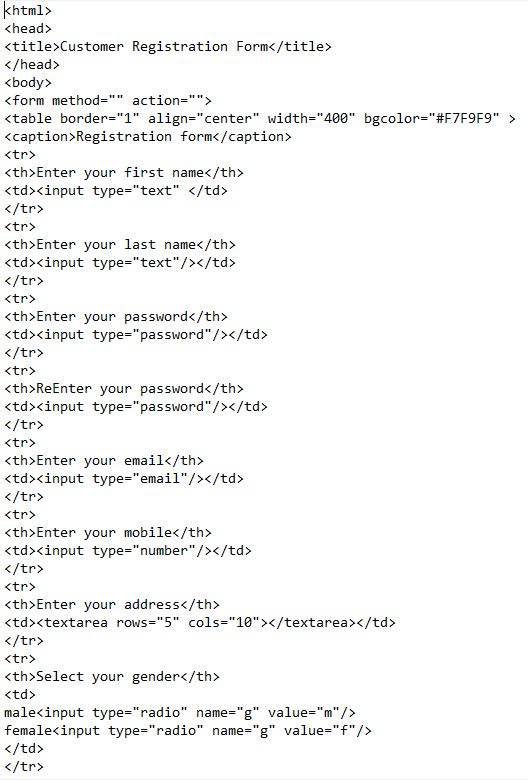 <html>
<head>
<title>Customer Registration Form</title>
</head>
<body>
<form method="" action="">
<table border="1" align="center" width="400" bgcolor="#F7F9F9" >
<caption>Registration form</caption>
<tr>
<th>Enter your first name</th>
<td><input type="text" </td>
</tr>
<tr>
<th>Enter your last name</th>
<td><input type="text"/></td>
</tr>
<tr>
<th>Enter your password</th>
<td><input type="password"/></td>
</tr>
<tr>
<th>ReEnter your password</th>
<td><input type="password"/></td>
</tr>
<tr>
<th>Enter your email</th>
<td><input type="email"/></td>
</tr>
<tr>
<th>Enter your mobile</th>
<td><input type="number"/></td>
</tr>
<tr>
<th>Enter your address</th>
<td><textarea rows="5" cols="10"></textarea></td>
</tr>
<tr>
<th>Select your gender</th>
<td>
male<input type="radio" name="g" value="m"/>
female<input type="radio" name="g" value="f"/>
</td>
</tr>